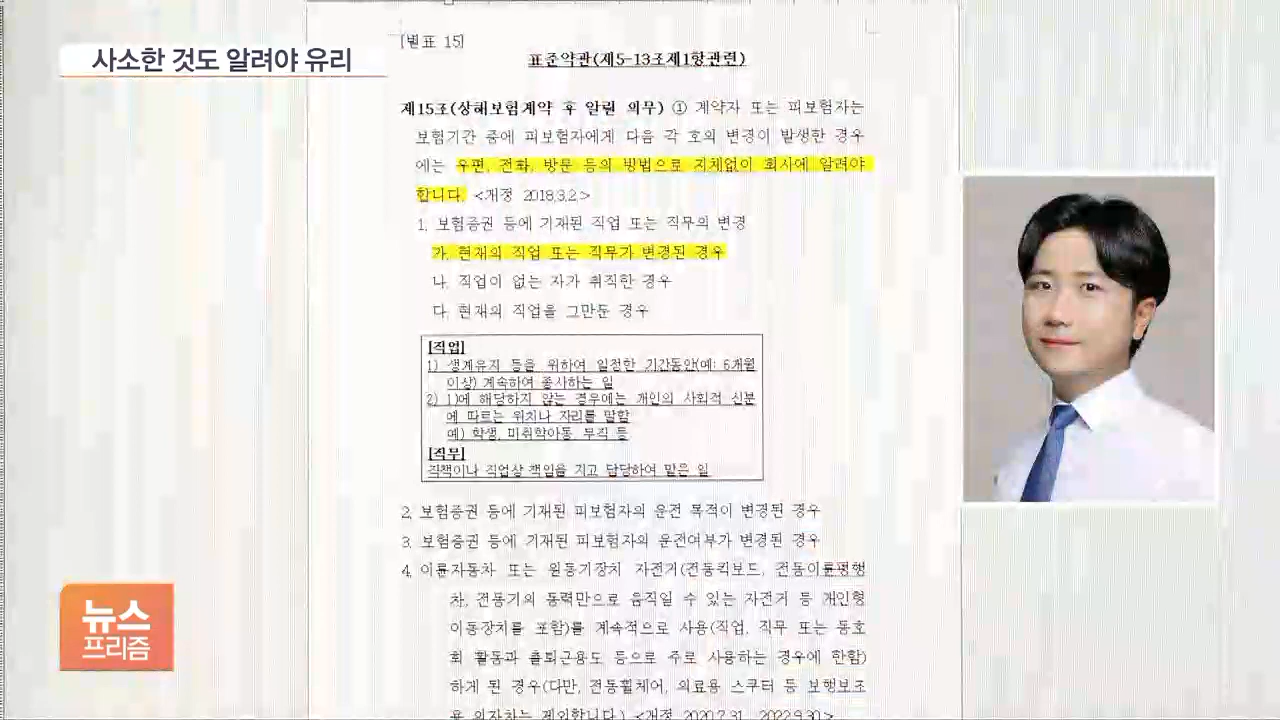 사소한 것도 알려야 유리
[별표 15]
표준약관(제5-13조제1항관련)
제15조(상해보험계약 후 알릴 의무) ① 계약자 또는 피보험자는
보험기간 중에 피보험자에게 다음 각 호의 변경이 발생한 경우
에는 우편, 전화, 방문 등의 방법으로 지체없이 회사에 알려야
합니다. <개정 2018.3.2.>
1. 보험증권 등에 기재된 직업 또는 직무의 변경
가. 현재의 직업 또는 직무가 변경된 경우
나. 직업이 없는 자가 취직한 경우
다. 현재의 직업을 그만둔 경우
[직업]
1) 생계유지 등을 위하여 일정한 기간동안(예: 6개월
이상) 계속하여 종사하는 일
2) 1)에 해당하지 않는 경우에는 개인의 사회적 신분
에 따르는 위치나 자리를 말함
예) 학생, 미취학아동, 무직 등
[직무]
직책이나 직업상 책임을 지고 담당하여 맡은 일
2. 보험증권 등에 기재된 피보험자의 운전 목적이 변경된 경우
3. 보험증권 등에 기재된 피보험자의 운전여부가 변경된 경우
4. 이륜자동차 또는 원동기장치 자전거(전동킥보드, 전동이륜평행
차, 전동기의 동력만으로 움직일 수 있는 자전거 등 개인형
이동장치를 포함)를 계속적으로 사용(직업, 직무 또는 동호
회 활동과 출퇴근용도 등으로 주로 사용하는 경우에 한함)
하게 된 경우(다만, 전동휠체어, 의료용 스쿠터 등 보행보조
용 의자차는 제외합니다.) <개정 2020.7.31., 2022.9.30>
뉴스
프리즘